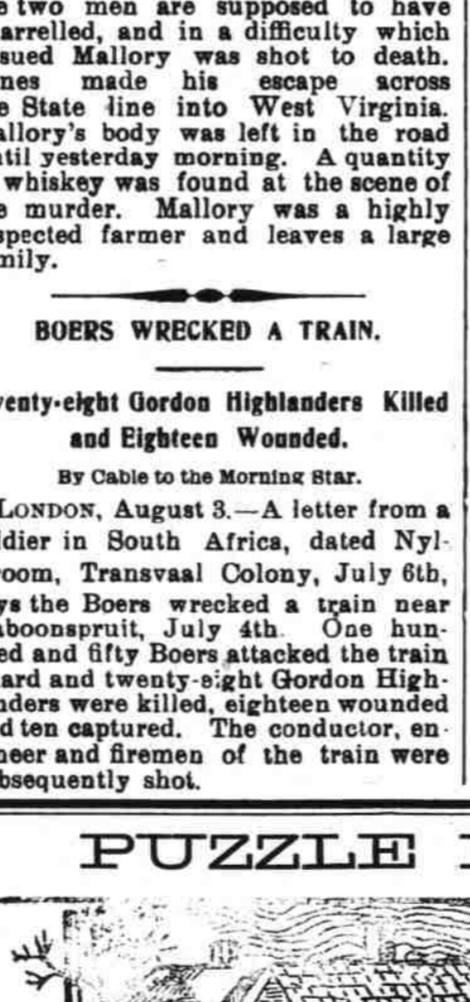 e two men are supposed to have
arrelled, and in a difficulty which
sued Mallory was shot to death.
nes made his escape across
e State line into West Virginia.
allory's body was left in the road
til yesterday morning. A quantity
whiskey was found at the scene of
e murder. Mallory was a highly
spected farmer and leaves a large
mily.
BOERS WRECKED A TRAIN.
enty-eight Gordon Highlanders Killed
and Eighteen Wounded.
By Cable to the Morning Star.
LONDON, August 3.—A letter from a
ldier in South Africa, dated Nyl-
room, Transvaal Colony, July 6th,
ys the Boers wrecked a train near
aboonspruit, July 4th. One hun-
ed and fifty Boers attacked the train
ard and twenty-eight Gordon High-
nders were killed, eighteen wounded
d ten captured. The conductor, en-
neer and firemen of the train were
bsequently shot.
PUZZLE